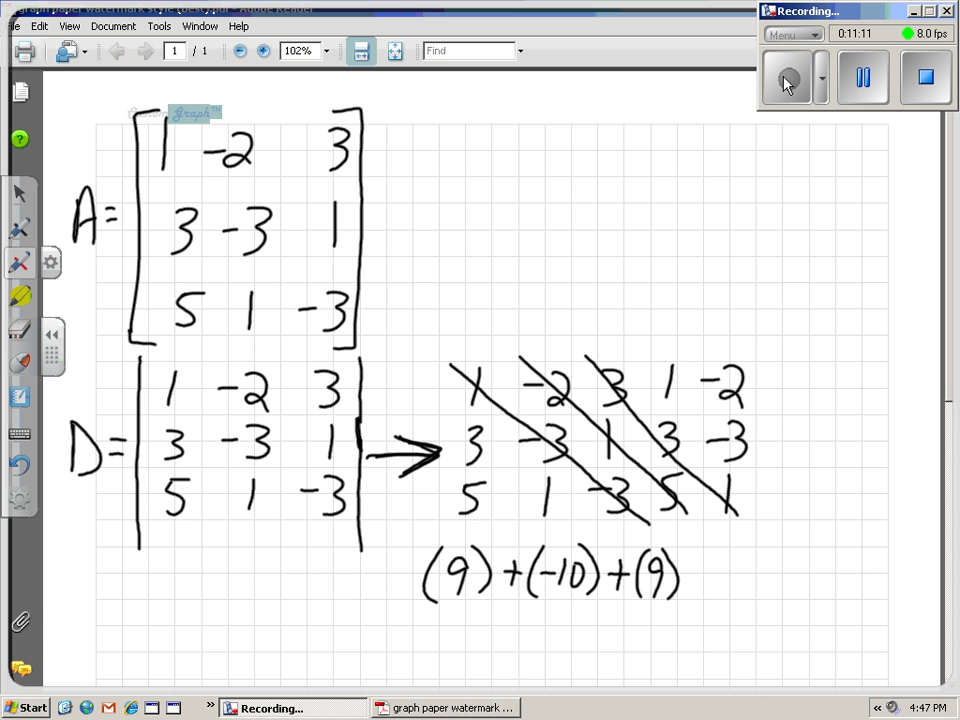 graph paper watermark style (desc).pdf - Adobe Reader
File Edit View Document Tools Window Help
1 / 1 102% Find
Recording...
Menu 0:11:11 8.0 fps
Custom Graph™
A= [ 1 -2 3
3 -3 1
5 1 -3 ]
D= | 1 -2 3 | → 1 -2 3 1 -2
| 3 -3 1 | 3 -3 1 3 -3
| 5 1 -3 | 5 1 -3 5 1
(9)+(-10)+(9)
Start » Recording... graph paper watermark ... « 4:47 PM